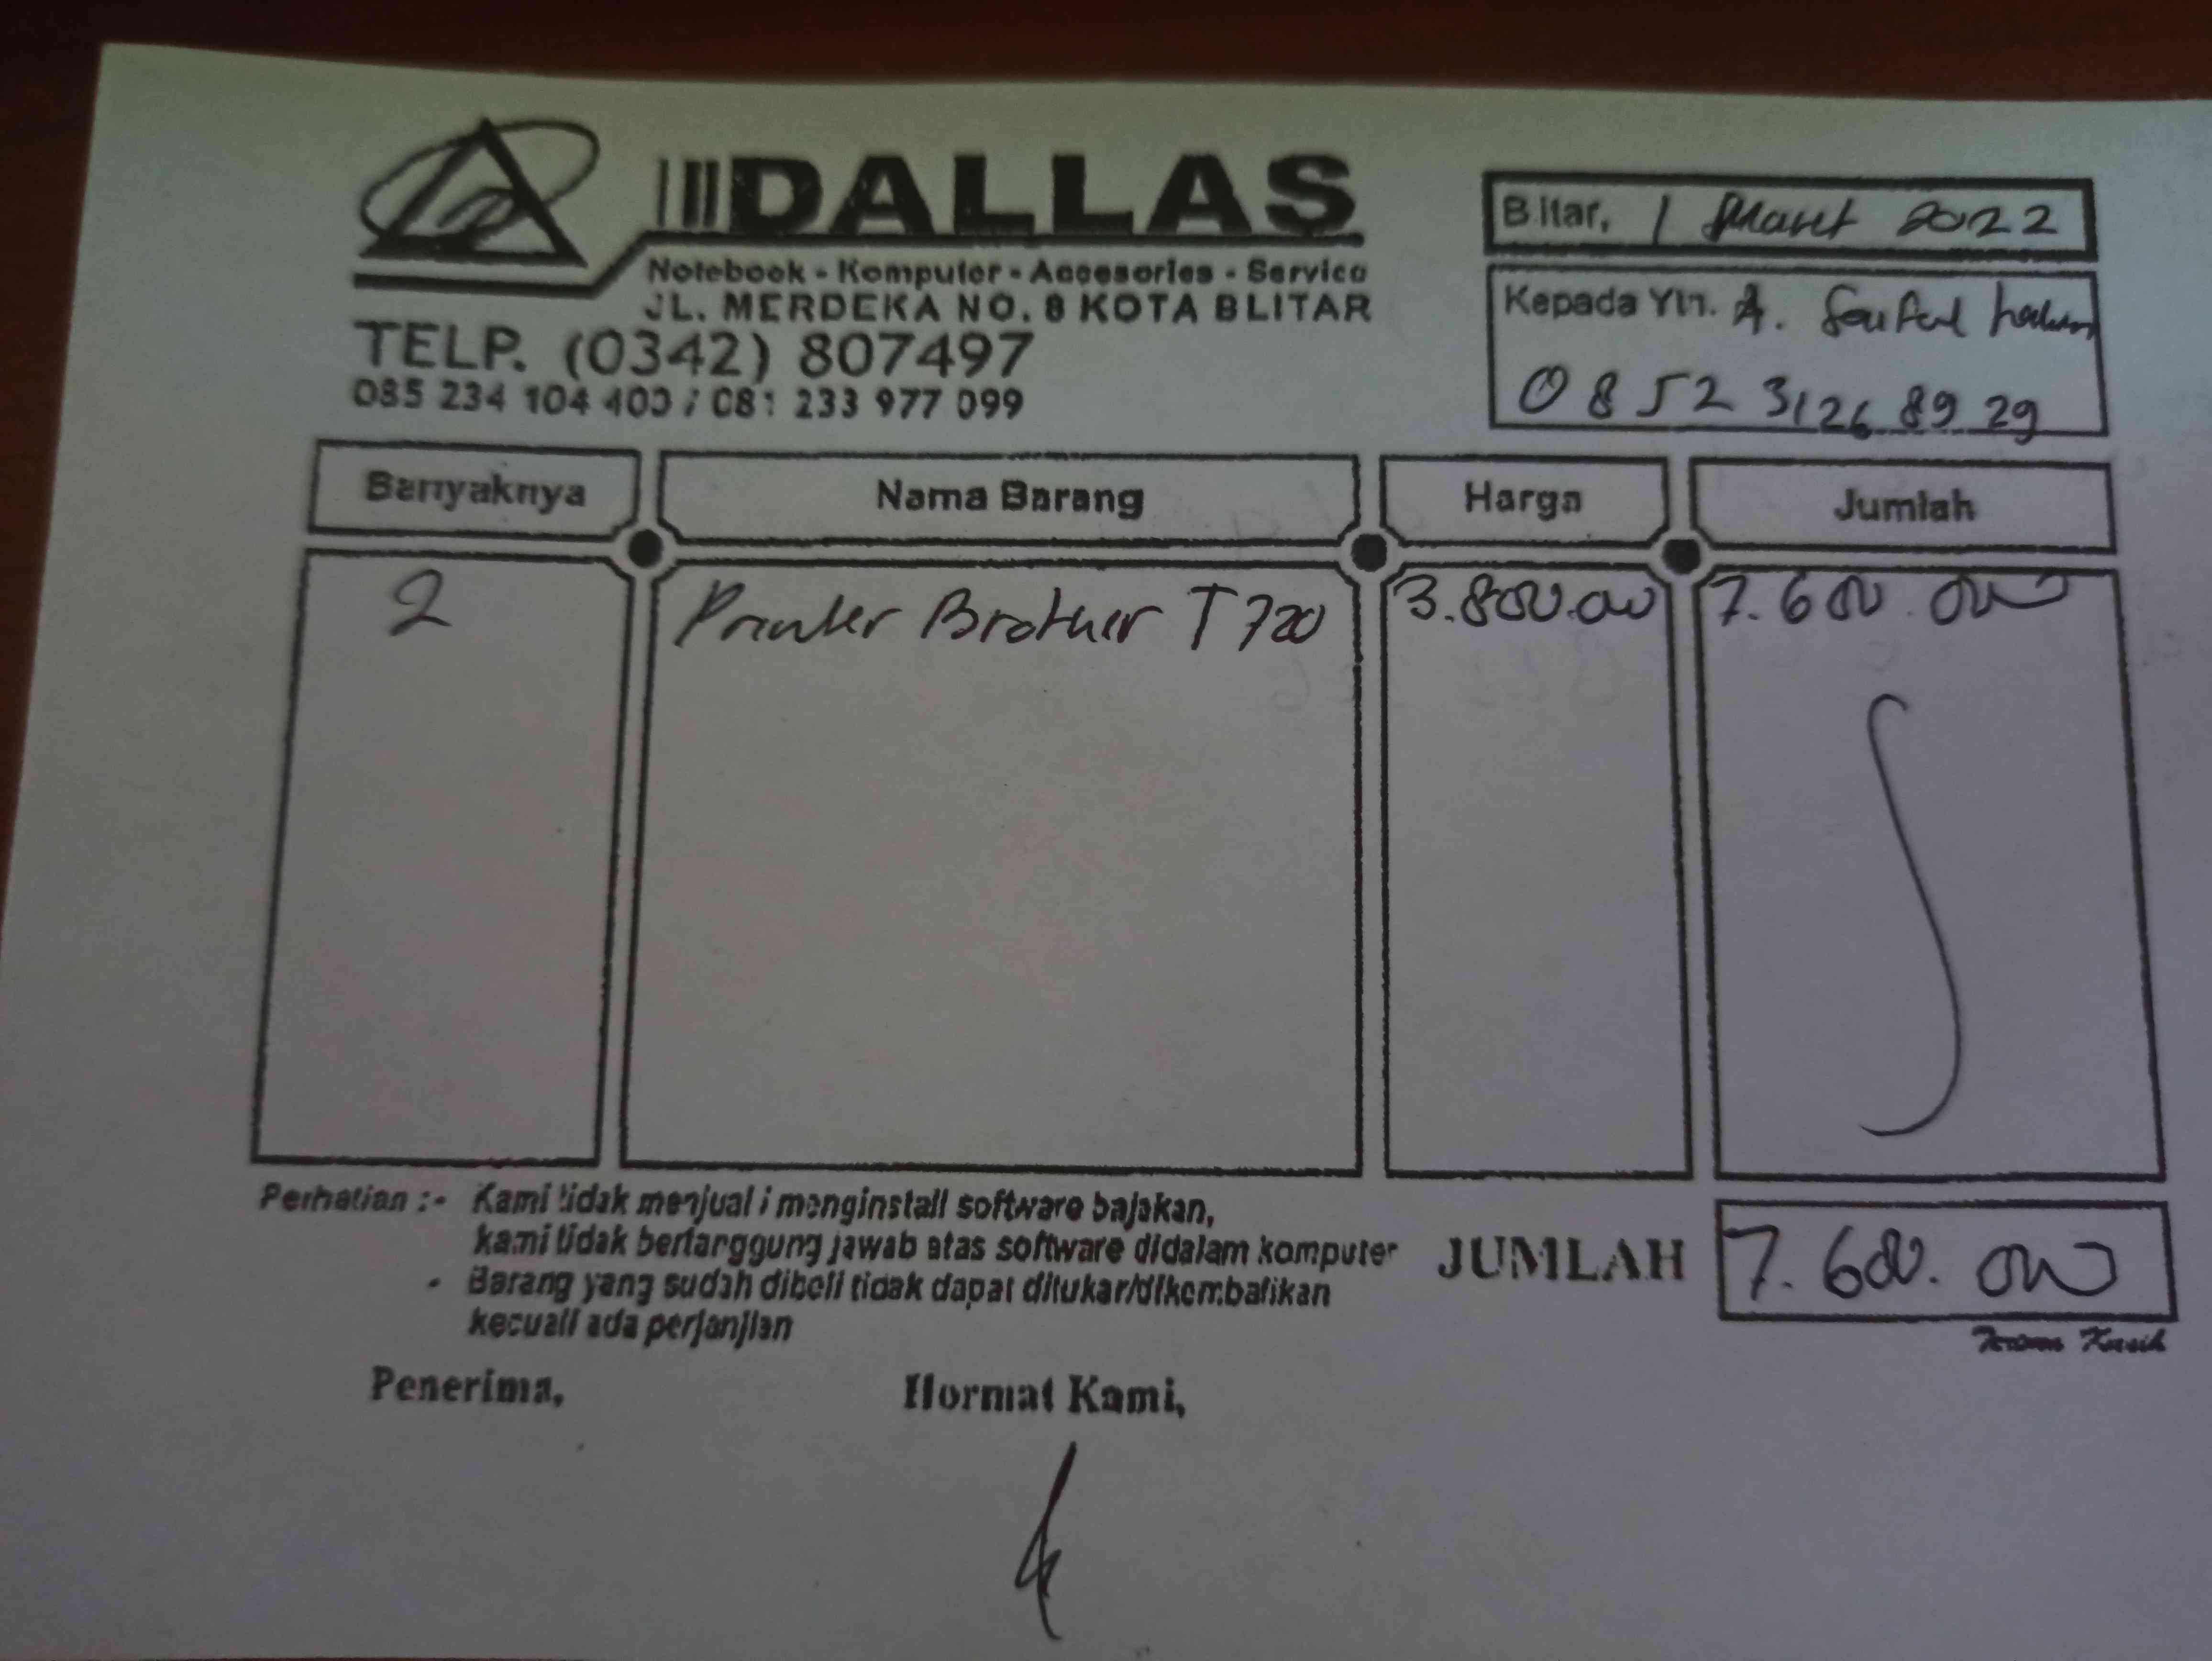 DALLAS
Notebook - Komputer - Accesories - Service
JL. MERDEKA NO. 8 KOTA BLITAR
TELP. (0342) 807497
085 234 104 400 / 081 233 977 099
Blitar, 1 Maret 2022
Kepada Yth. A.
0852 3126 8929
Banyaknya Nama Barang Harga Jumlah
2 Printer Brother T720 3.800.000 7.600.000
Perhatian :- Kami tidak menjual / menginstall software bajakan,
kami tidak bertanggung jawab atas software didalam komputer
- Barang yang sudah dibeli tidak dapat ditukar/dikembalikan
kecuali ada perjanjian
JUMLAH 7.600.000
Terima Kasih
Penerima, Hormat Kami,